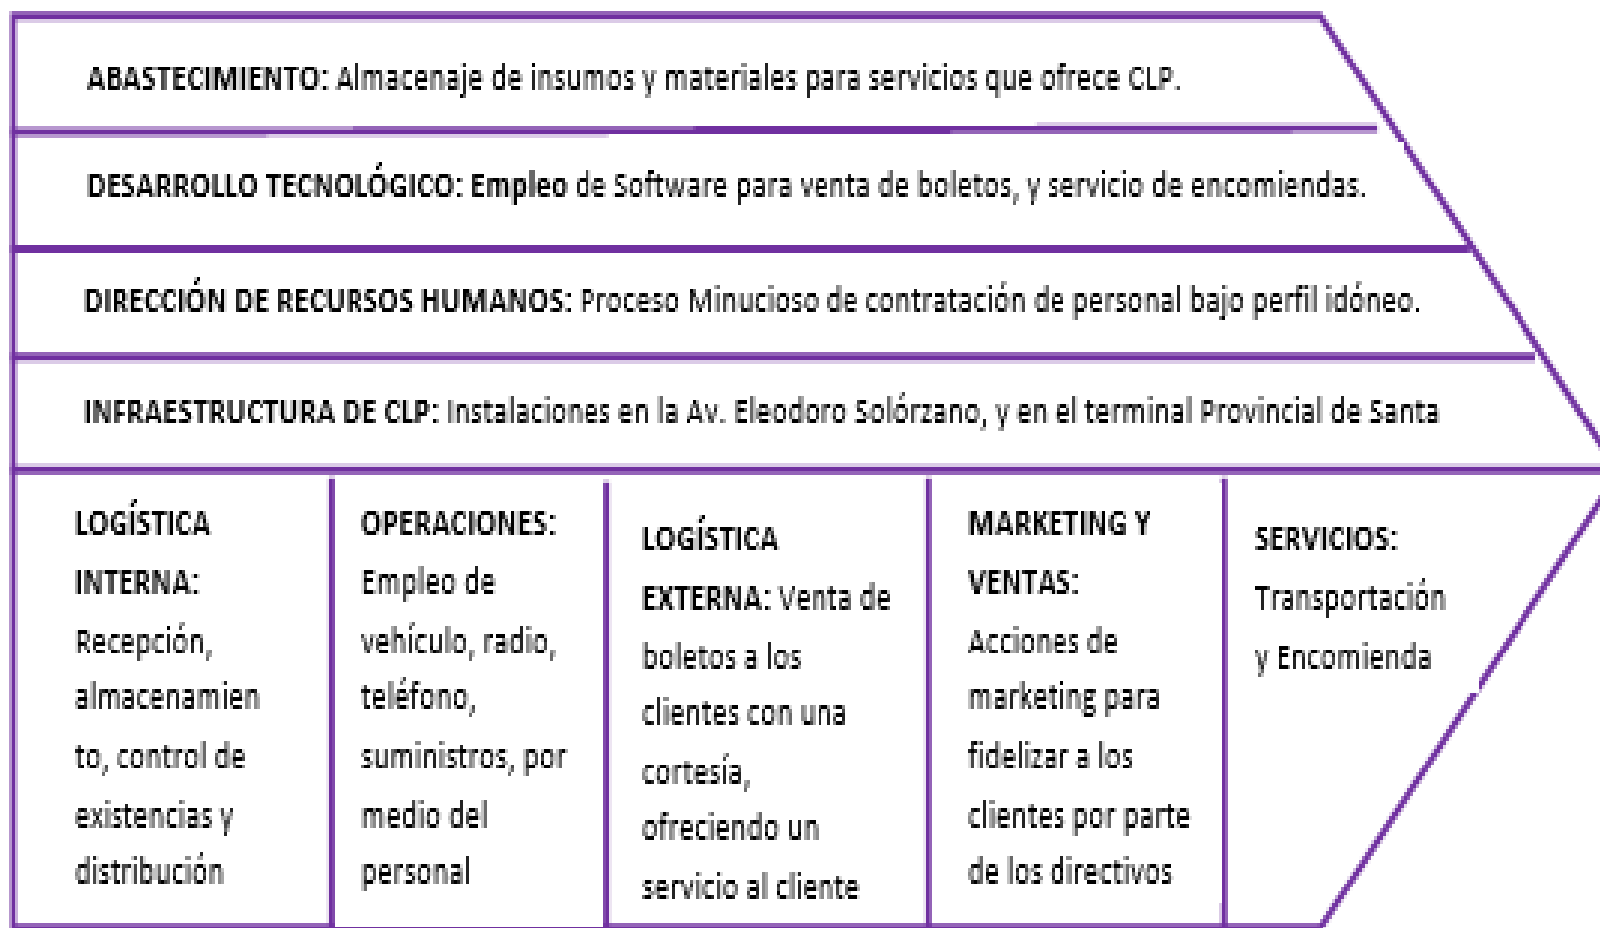 ABASTECIMIENTO: Almacenaje de insumos y materiales para servicios que ofrece CLP.
DESARROLLO TECNOLÓGICO: Empleo de Software para venta de boletos, y servicio de encomiendas.
DIRECCIÓN DE RECURSOS HUMANOS: Proceso Minucioso de contratación de personal bajo perfil idóneo.
INFRAESTRUCTURA DE CLP: Instalaciones en la Av. Eleodoro Solórzano, y en el terminal Provincial de Santa
LOGÍSTICA
INTERNA:
Recepción,
almacenamien
to, control de
existencias y
distribución
OPERACIONES:
Empleo de
vehículo, radio,
teléfono,
suministros, por
medio del
personal
LOGÍSTICA
EXTERNA: Venta de
boletos a los
clientes con una
cortesía,
ofreciendo un
servicio al cliente
MARKETING Y
VENTAS:
Acciones de
marketing para
fidelizar a los
clientes por parte
de los directivos
SERVICIOS:
Transportación
y Encomienda